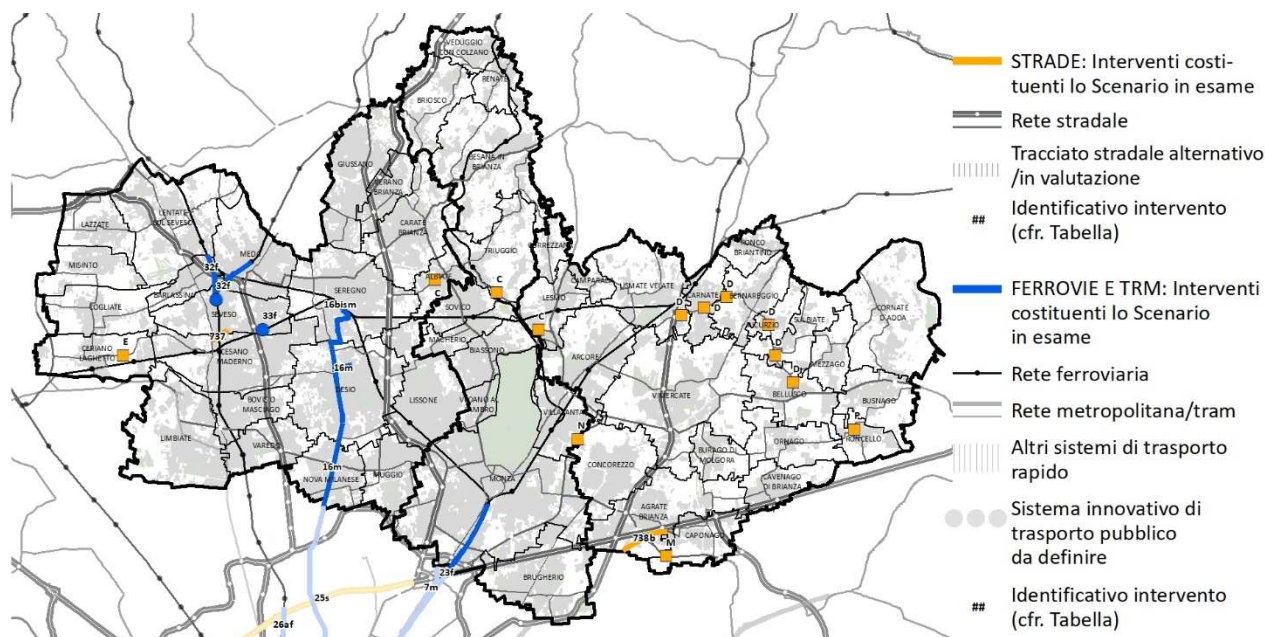 VEDUGGIO
CON COLZANO
RENATE
BRIOSCO
BESANA IN
BRIANZA
GIUSSANO
VERANO
BRIANZA
CARATE
BRIANZA
TRIUGGIO
CORREZZANA
LENTATE
SUL SEVESO
LAZZATE
MISINTO
COGLIATE
BARLASSINA
MEDA
32f
32f
SEVESO
33f
737
CERIANO
LAGHETTO
E
CESANO
MADERNO
SEREGNO
16bism
16m
DESIO
ALBIATE
C
C
C
SOVICO
MACHERIO
BIASSONO
LESMO
CAMPARADA
USMATE VELATE
RONCO
BRIANTINO
CARNATE
BERNAREGGIO
D
D
D
D
D
D
AICURZIO
SULBIATE
CORNATE
D'ADDA
MEZZAGO
BELLUSCO
BUSNAGO
P
RONCELLO
ARCORE
VIMERCATE
BOVISIO
MASCIAGO
LIMBIATE
VAREDO
16m
NOVA MILANESE
MUGGIÒ
LISSONE
VEDANO AL
LAMBRO
VILLASANTA
N
MONZA
CONCOREZZO
BURAGO DI
MOLGORA
ORNAGO
CAVENAGO
DI BRIANZA
AGRATE
BRIANZA
738b
M
CAPONAGO
BRUGHERIO
23f
7m
25s
26af
STRADE: Interventi costi-
tuenti lo Scenario in esame
Rete stradale
Tracciato stradale alternativo
/in valutazione
## Identificativo intervento
(cfr. Tabella)
FERROVIE E TRM: Interventi
costituenti lo Scenario
in esame
Rete ferroviaria
Rete metropolitana/tram
Altri sistemi di trasporto
rapido
Sistema innovativo di
trasporto pubblico
da definire
## Identificativo intervento
(cfr. Tabella)